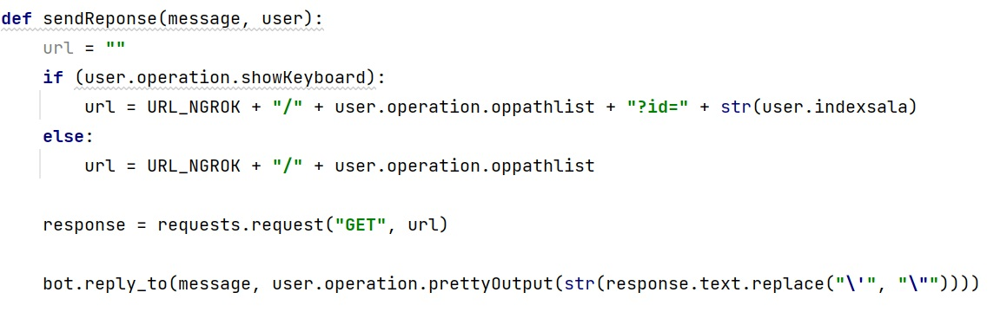 def sendReponse(message, user):
    url = ""
    if (user.operation.showKeyboard):
        url = URL_NGROK + "/" + user.operation.oppathlist + "?id=" + str(user.indexsala)
    else:
        url = URL_NGROK + "/" + user.operation.oppathlist
    response = requests.request("GET", url)
    bot.reply_to(message, user.operation.prettyOutput(str(response.text.replace("\'", "\""))))